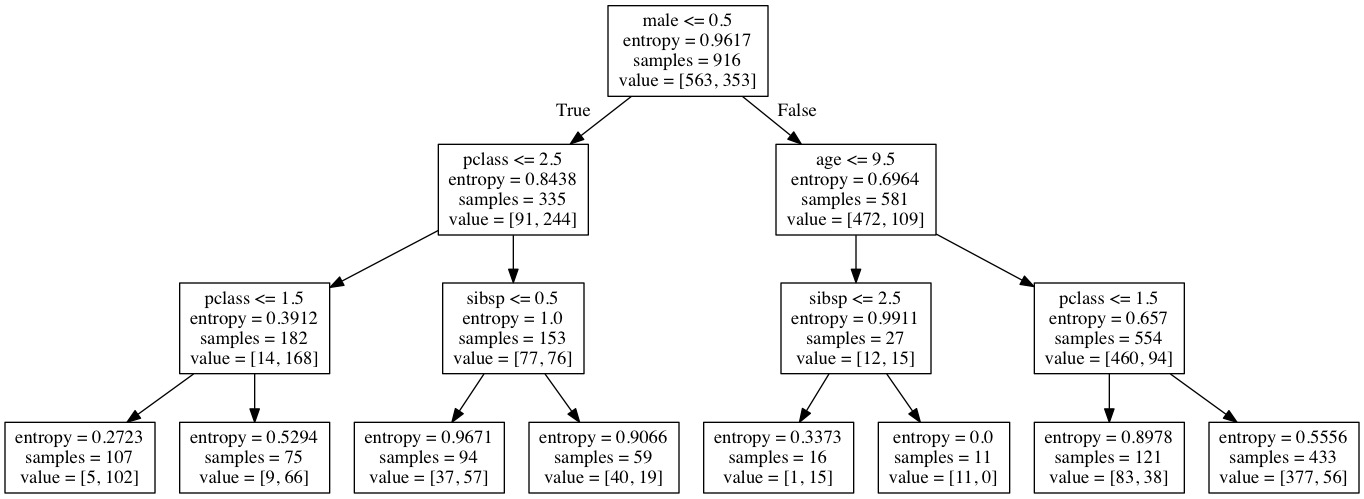 male <= 0.5
entropy = 0.9617
samples = 916
value = [563, 353]
True
False
pclass <= 2.5
entropy = 0.8438
samples = 335
value = [91, 244]
age <= 9.5
entropy = 0.6964
samples = 581
value = [472, 109]
pclass <= 1.5
entropy = 0.3912
samples = 182
value = [14, 168]
sibsp <= 0.5
entropy = 1.0
samples = 153
value = [77, 76]
sibsp <= 2.5
entropy = 0.9911
samples = 27
value = [12, 15]
pclass <= 1.5
entropy = 0.657
samples = 554
value = [460, 94]
entropy = 0.2723
samples = 107
value = [5, 102]
entropy = 0.5294
samples = 75
value = [9, 66]
entropy = 0.9671
samples = 94
value = [37, 57]
entropy = 0.9066
samples = 59
value = [40, 19]
entropy = 0.3373
samples = 16
value = [1, 15]
entropy = 0.0
samples = 11
value = [11, 0]
entropy = 0.8978
samples = 121
value = [83, 38]
entropy = 0.5556
samples = 433
value = [377, 56]